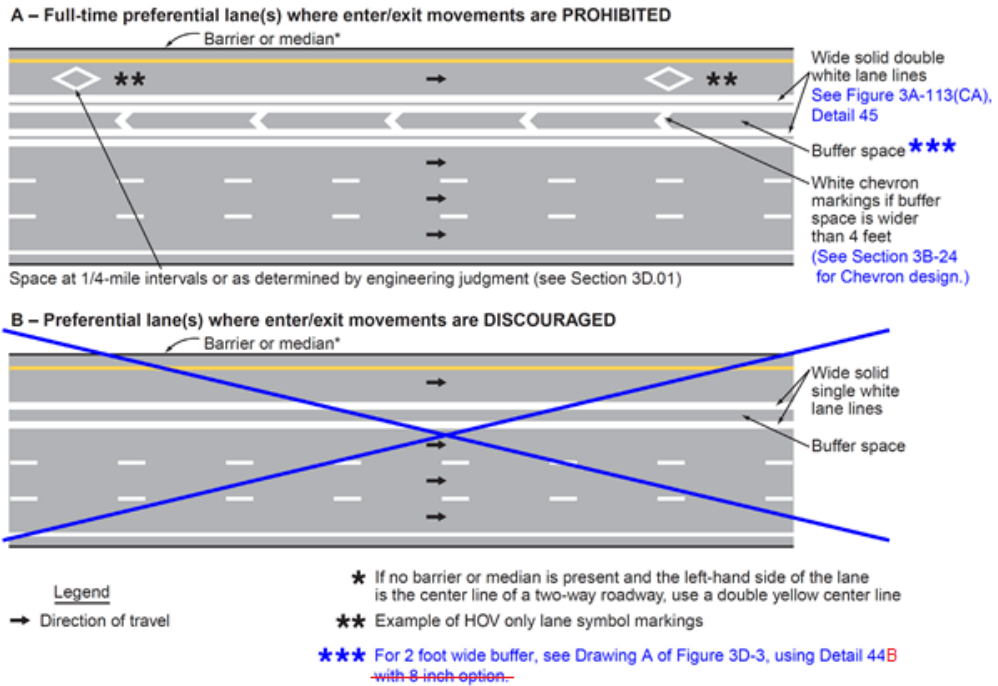 A – Full-time preferential lane(s) where enter/exit movements are PROHIBITED
Barrier or median*
**
**
Wide solid double
white lane lines
See Figure 3A-113(CA),
Detail 45
Buffer space ***
White chevron
markings if buffer
space is wider
than 4 feet
(See Section 3B-24
for Chevron design.)
Space at 1/4-mile intervals or as determined by engineering judgment (see Section 3D.01)
B – Preferential lane(s) where enter/exit movements are DISCOURAGED
Barrier or median*
Wide solid
single white
lane lines
Buffer space
Legend
Direction of travel
* If no barrier or median is present and the left-hand side of the lane
is the center line of a two-way roadway, use a double yellow center line
** Example of HOV only lane symbol markings
*** For 2 foot wide buffer, see Drawing A of Figure 3D-3, using Detail 44B
with 8 inch option.